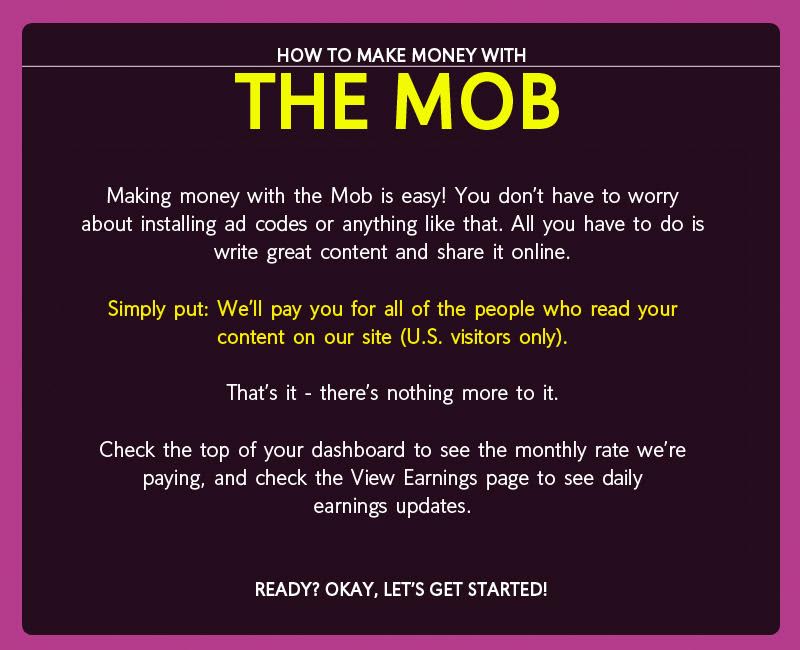 HOW TO MAKE MONEY WITH
THE MOB
Making money with the Mob is easy! You don't have to worry
about installing ad codes or anything like that. All you have to do is
write great content and share it online.
Simply put: We'll pay you for all of the people who read your
content on our site (U.S. visitors only).
That's it - there's nothing more to it.
Check the top of your dashboard to see the monthly rate we're
paying, and check the View Earnings page to see daily
earnings updates.
READY? OKAY, LET'S GET STARTED!